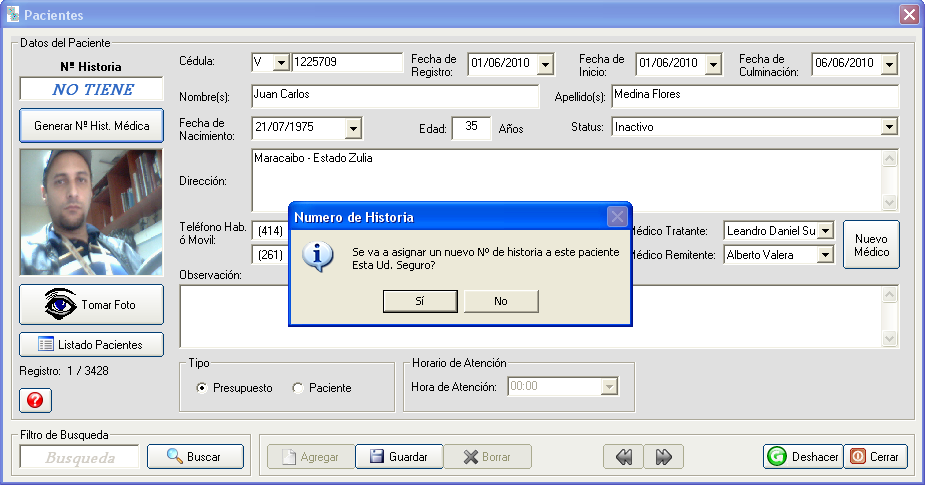 Pacientes
Datos del Paciente
Nº Historia
NO TIENE
Generar Nº Hist. Médica
Cédula: V 1225709
Fecha de Registro: 01/06/2010
Fecha de Inicio: 01/06/2010
Fecha de Culminación: 06/06/2010
Nombre(s): Juan Carlos
Apellido(s): Medina Flores
Fecha de Nacimiento: 21/07/1975
Edad: 35 Años
Status: Inactivo
Dirección: Maracaibo - Estado Zulia
Teléfono Hab. ó Movil: (414)
(261)
Médico Tratante: Leandro Daniel Su
Médico Remitente: Alberto Valera
Nuevo Médico
Numero de Historia
Se va a asignar un nuevo Nº de historia a este paciente
Esta Ud. Seguro?
Sí No
Observación:
Tomar Foto
Listado Pacientes
Registro: 1 / 3428
Tipo
Presupuesto Paciente
Horario de Atención
Hora de Atención: 00:00
Filtro de Busqueda
Busqueda
Buscar
Agregar Guardar Borrar
Deshacer Cerrar